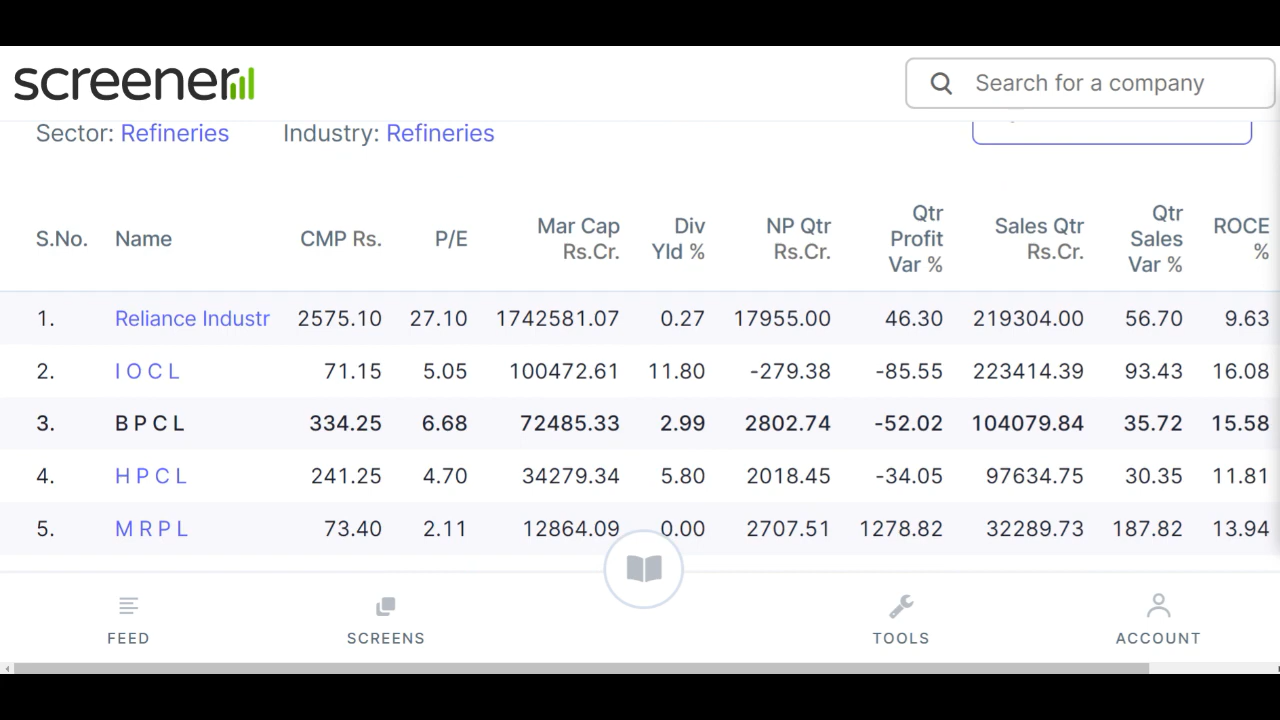 screener
Search for a company
Sector: Refineries Industry: Refineries
S.No. Name CMP Rs. P/E Mar Cap Rs.Cr. Div Yld % NP Qtr Rs.Cr. Qtr Profit Var % Sales Qtr Rs.Cr. Qtr Sales Var % ROCE %
1. Reliance Industr 2575.10 27.10 1742581.07 0.27 17955.00 46.30 219304.00 56.70 9.63
2. I O C L 71.15 5.05 100472.61 11.80 -279.38 -85.55 223414.39 93.43 16.08
3. B P C L 334.25 6.68 72485.33 2.99 2802.74 -52.02 104079.84 35.72 15.58
4. H P C L 241.25 4.70 34279.34 5.80 2018.45 -34.05 97634.75 30.35 11.81
5. M R P L 73.40 2.11 12864.09 0.00 2707.51 1278.82 32289.73 187.82 13.94
FEED SCREENS TOOLS ACCOUNT